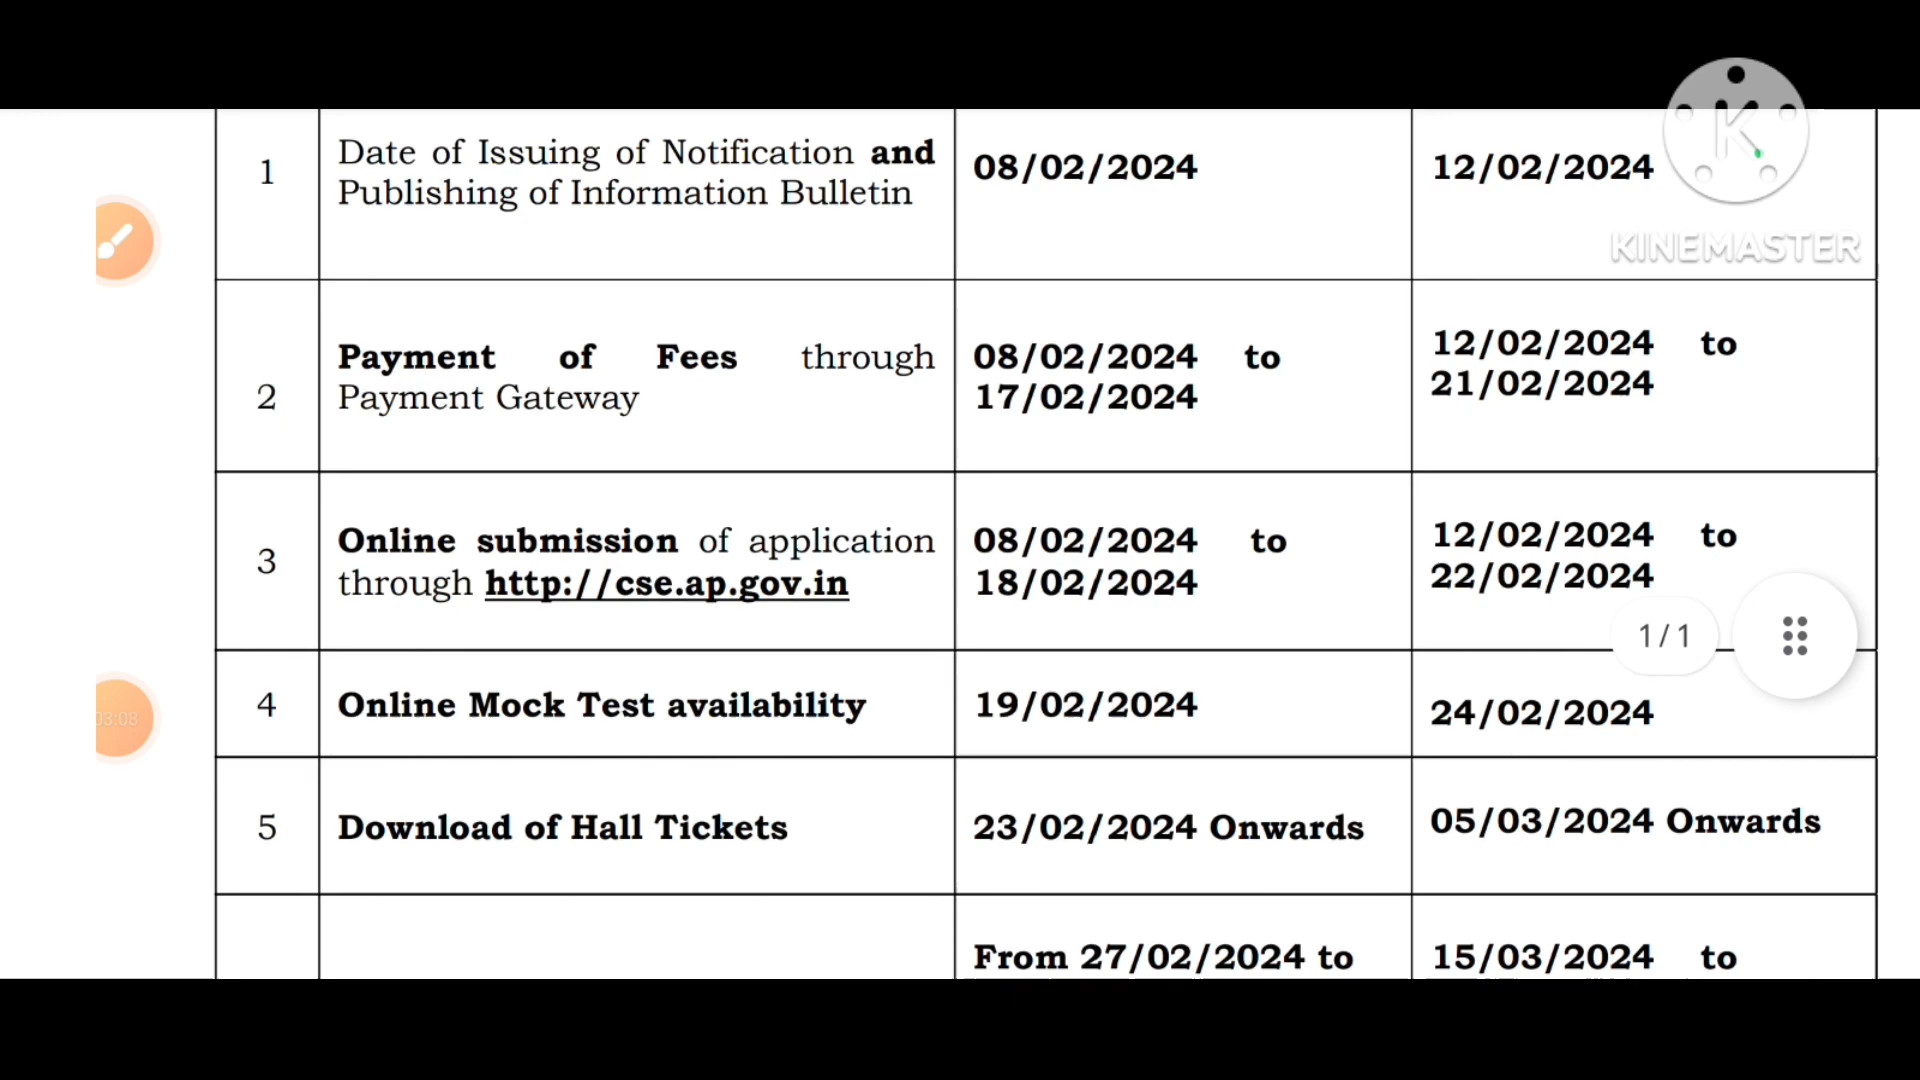 1
Date of Issuing of Notification and
Publishing of Information Bulletin
08/02/2024
12/02/2024
KINEMASTER
2
Payment of Fees through
Payment Gateway
08/02/2024 to
17/02/2024
12/02/2024 to
21/02/2024
3
Online submission of application
through http://cse.ap.gov.in
08/02/2024 to
18/02/2024
12/02/2024 to
22/02/2024
1/1
4
Online Mock Test availability
19/02/2024
24/02/2024
03:08
5
Download of Hall Tickets
23/02/2024 Onwards
05/03/2024 Onwards
From 27/02/2024 to
15/03/2024 to